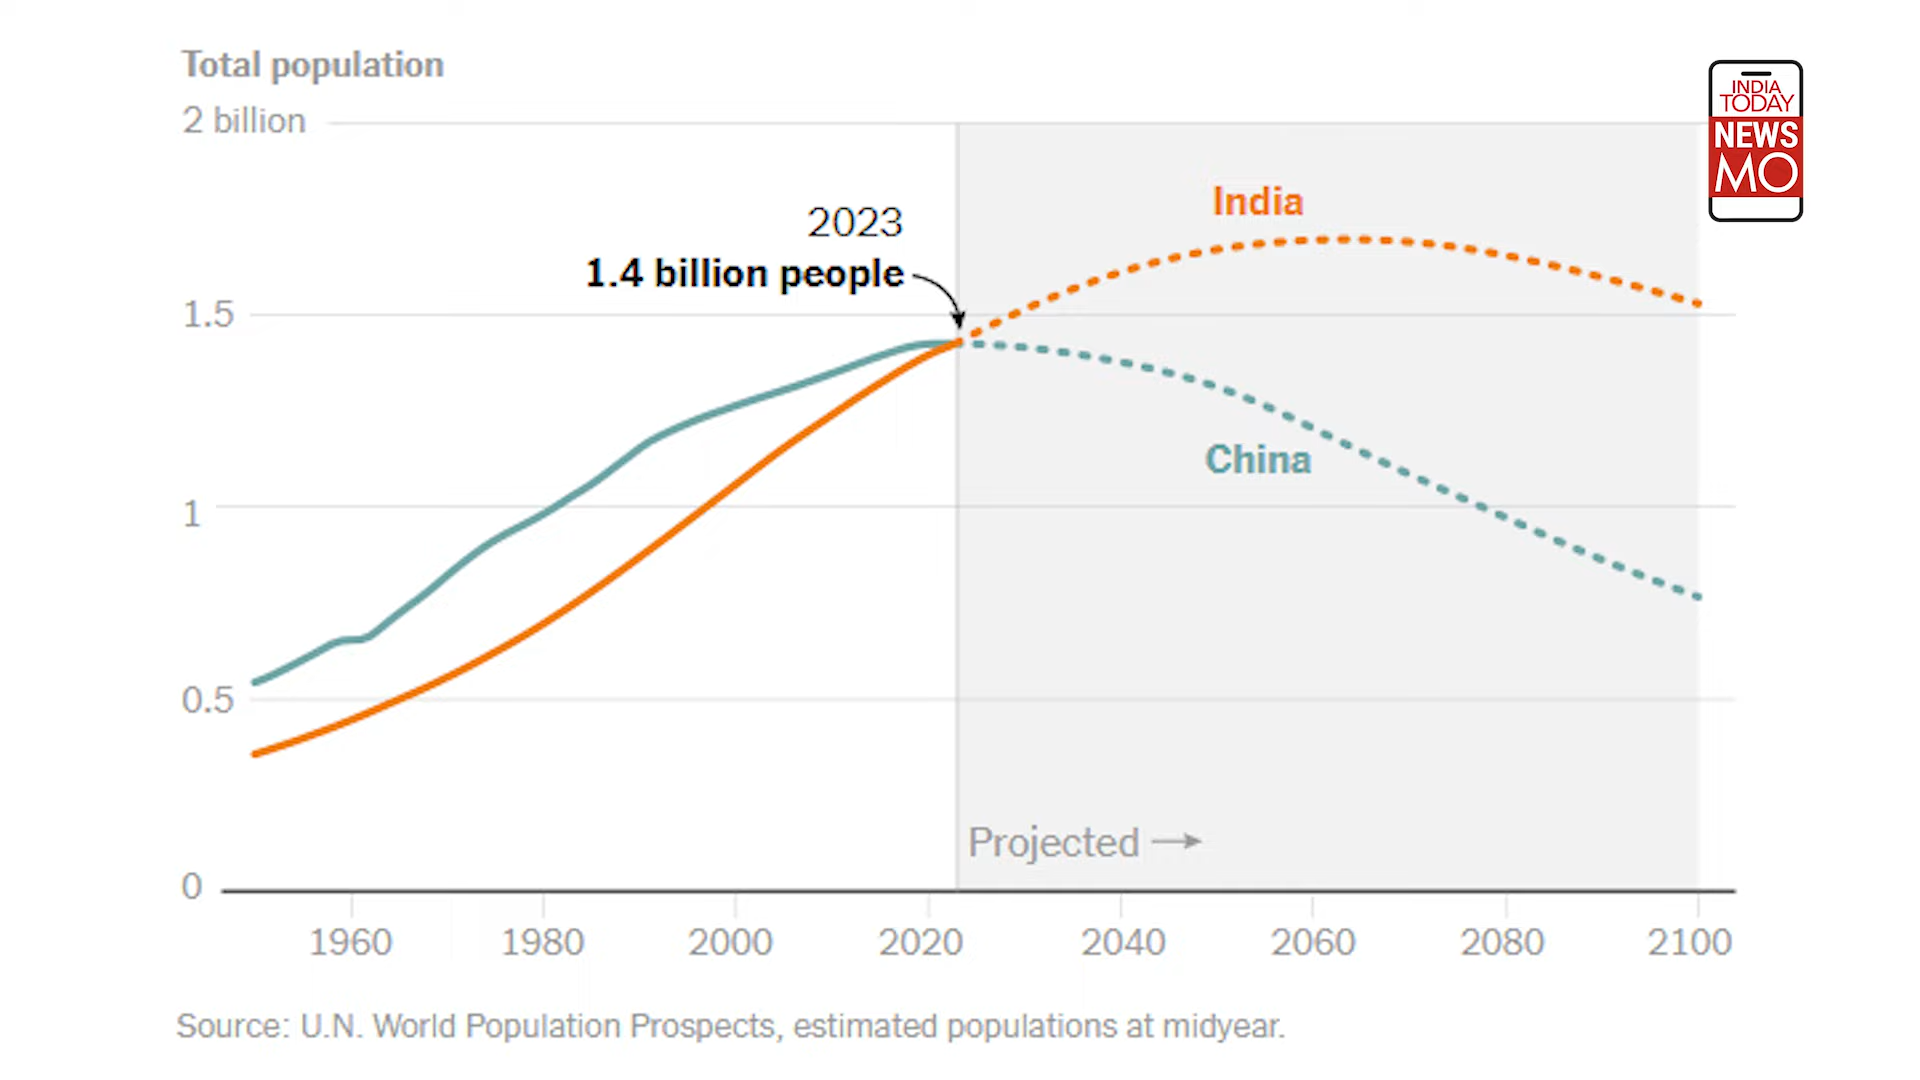 Total population
2 billion
INDIA
TODAY
NEWS
MO
India
2023
1.4 billion people
1.5
China
1
0.5
Projected
0
1960 1980 2000 2020 2040 2060 2080 2100
Source: U.N. World Population Prospects, estimated populations at midyear.